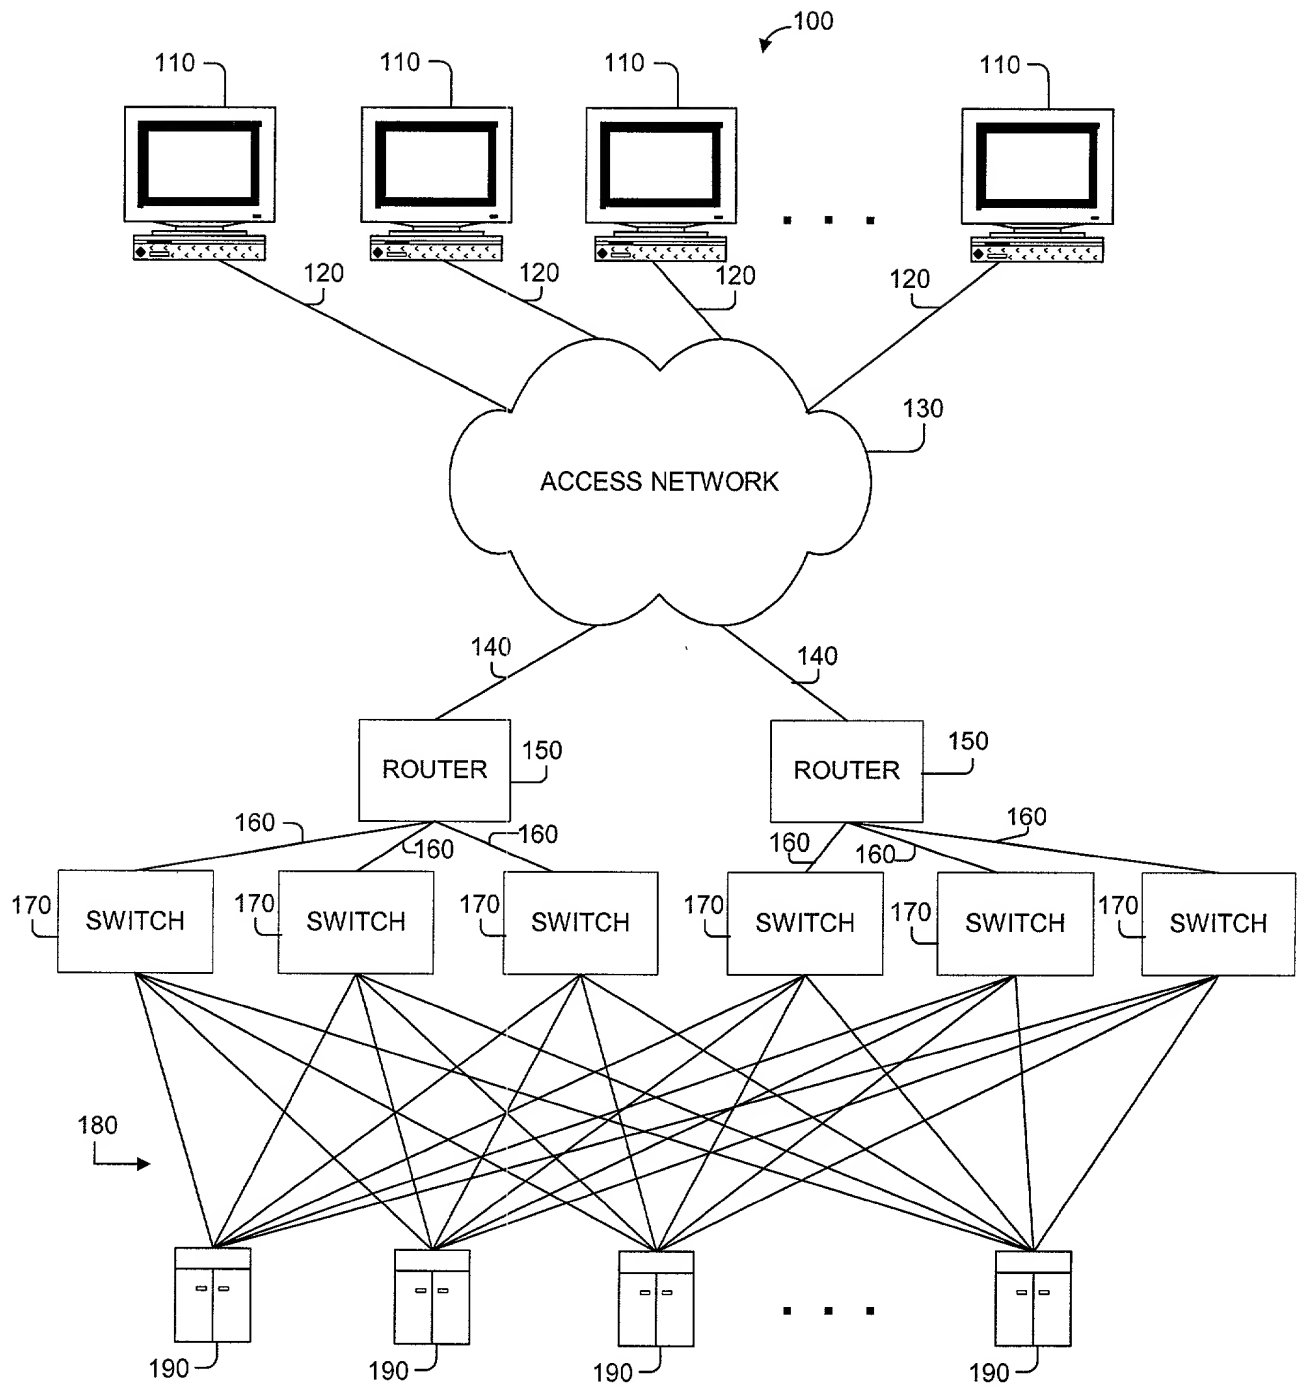 100
110 110 110 110
120 120 120 120
130
ACCESS NETWORK
140 140
ROUTER 150 ROUTER 150
160 160 160 160 160 160
170 SWITCH 170 SWITCH 170 SWITCH 170 SWITCH 170 SWITCH 170 SWITCH
180
190 190 190 190